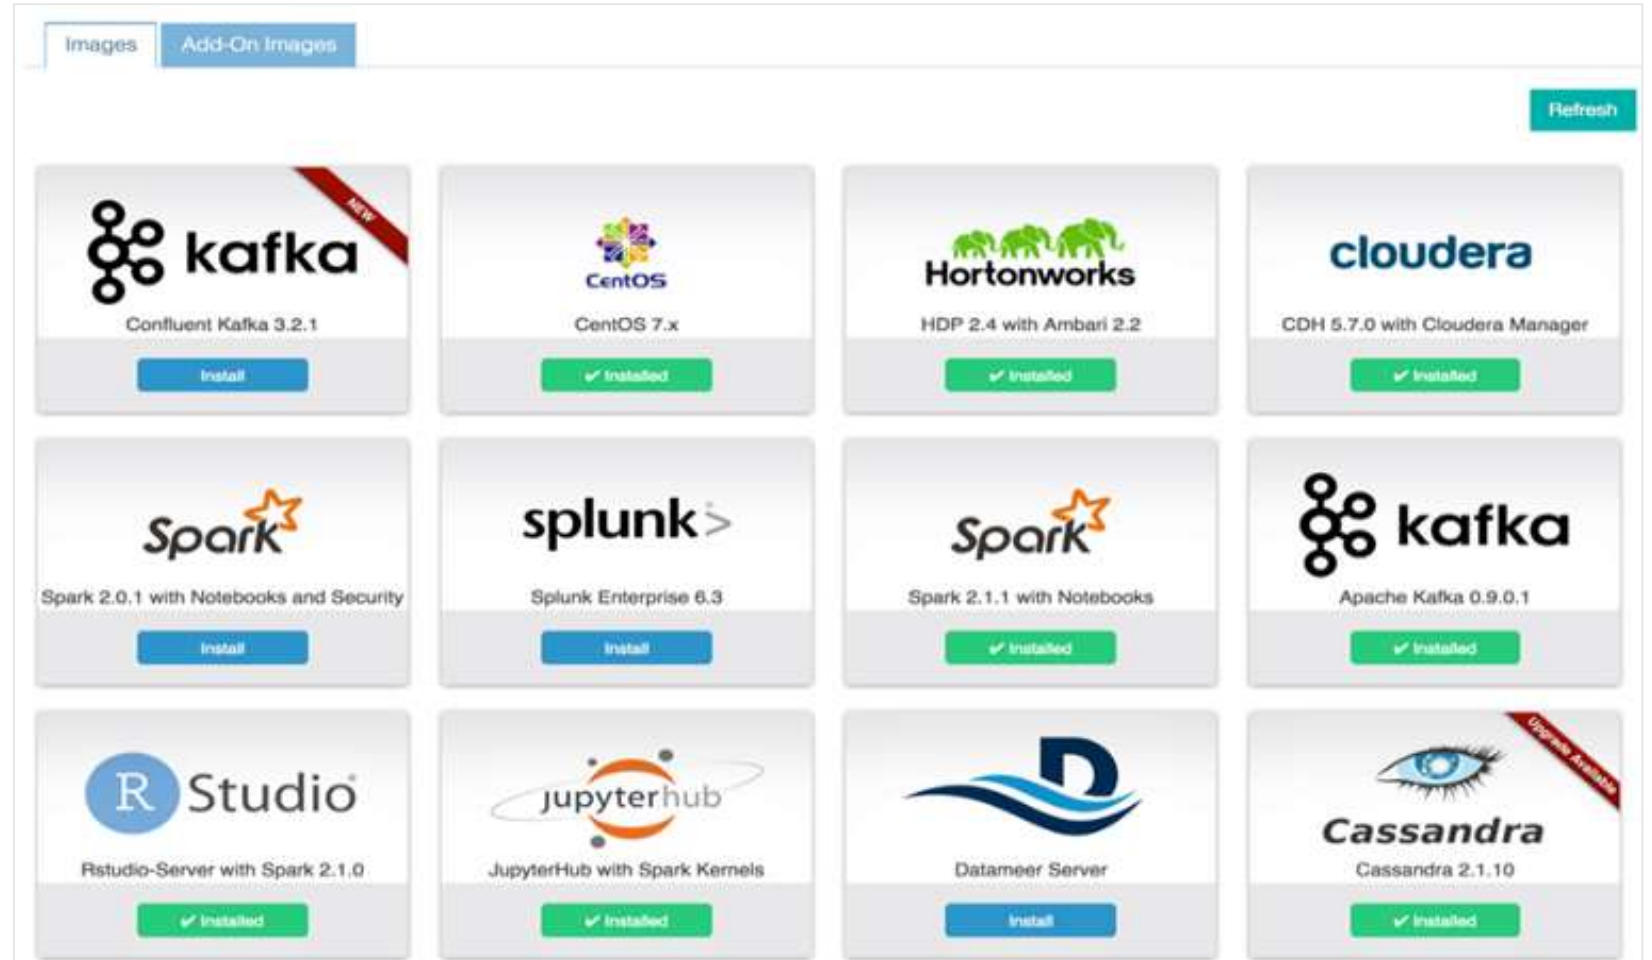 Images Add-On Images
Refresh
NEW
kafka
Confluent Kafka 3.2.1
Install
CentOS
CentOS 7.x
✔ Installed
Hortonworks
HDP 2.4 with Ambari 2.2
✔ Installed
cloudera
CDH 5.7.0 with Cloudera Manager
✔ Installed
Spark
Spark 2.0.1 with Notebooks and Security
Install
splunk>
Splunk Enterprise 6.3
Install
Spark
Spark 2.1.1 with Notebooks
✔ Installed
kafka
Apache Kafka 0.9.0.1
✔ Installed
R Studio
Rstudio-Server with Spark 2.1.0
✔ Installed
jupyterhub
JupyterHub with Spark Kernels
✔ Installed
D
Datameer Server
Install
Upgrade Available
Cassandra
Cassandra 2.1.10
✔ Installed